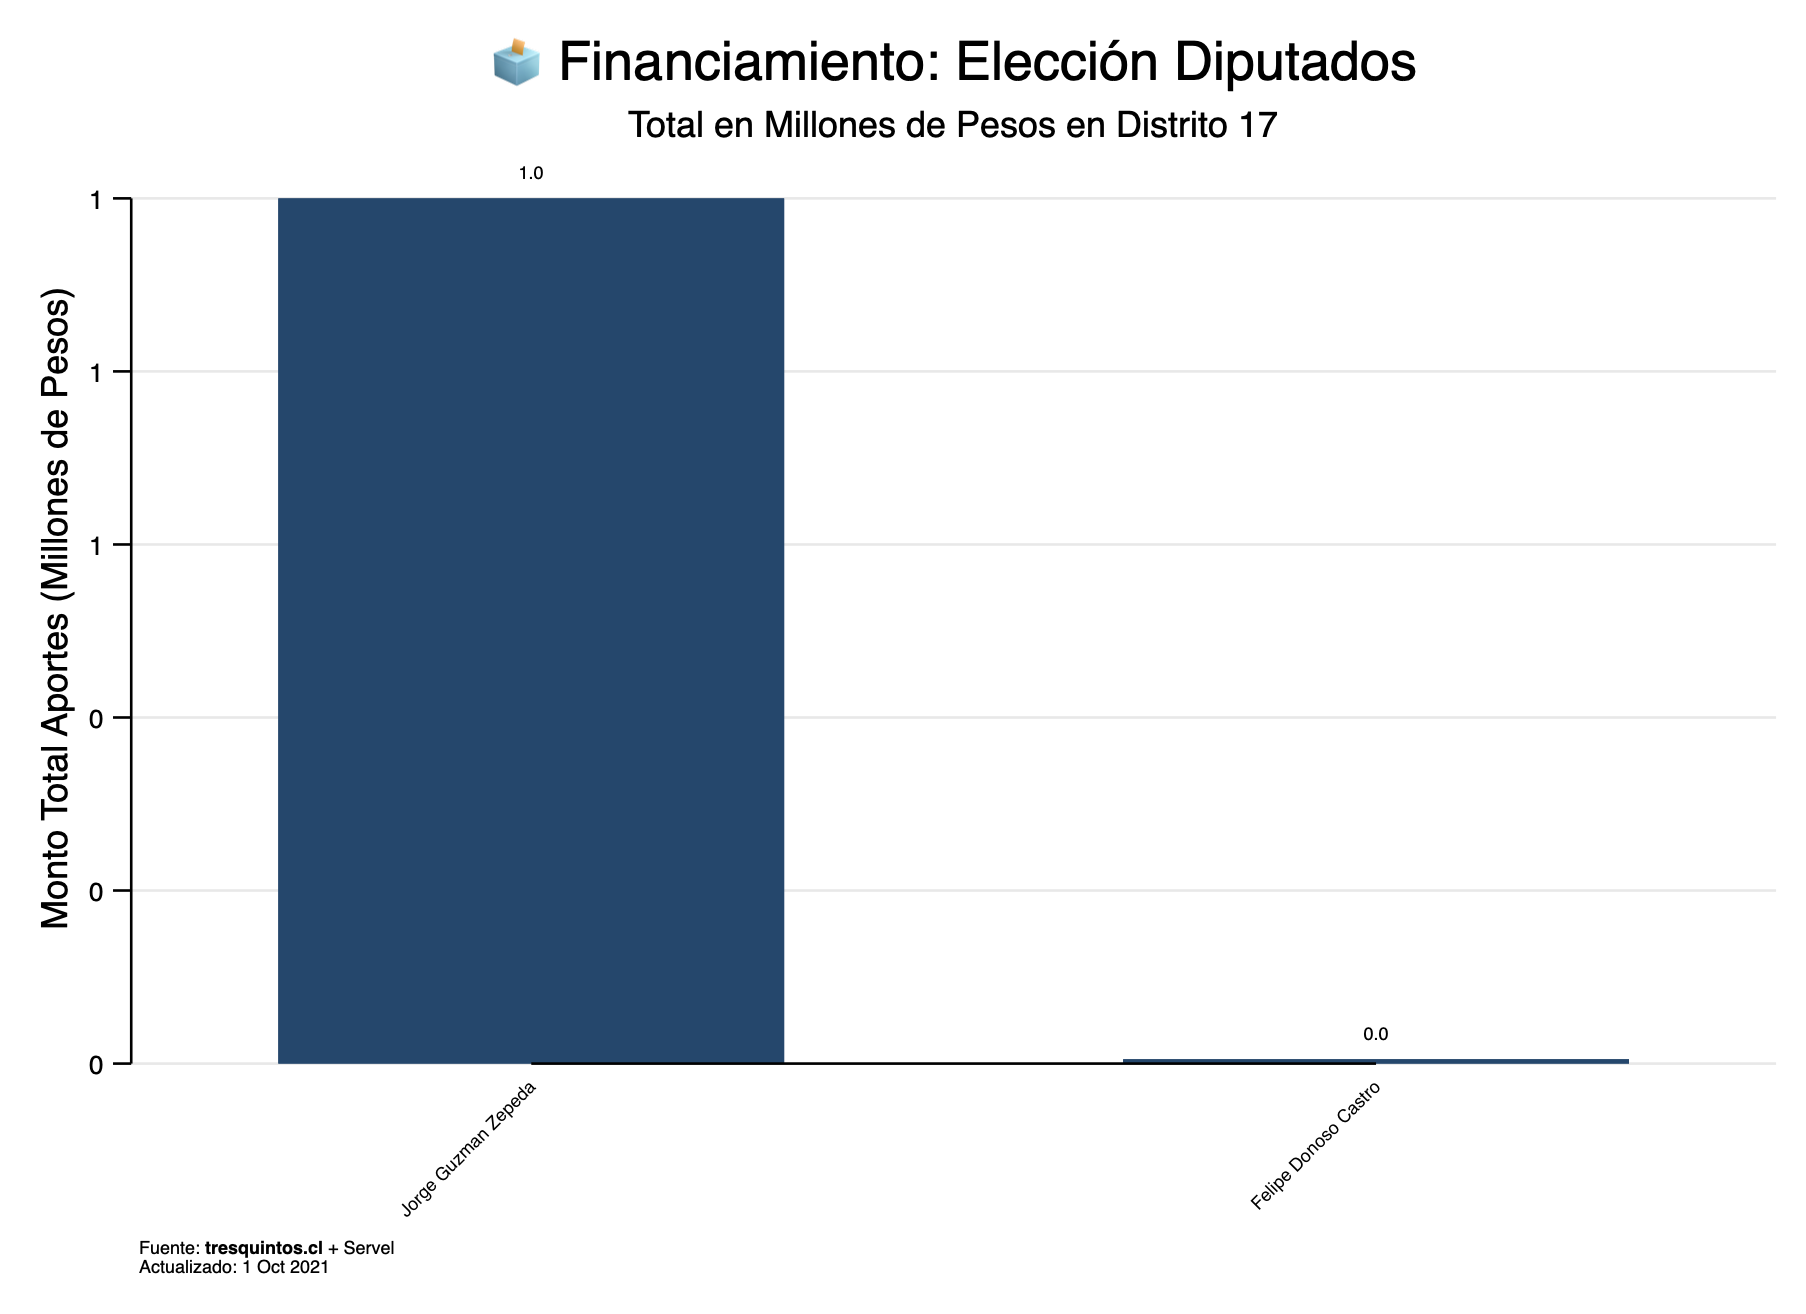 Financiamiento: Elección Diputados
Total en Millones de Pesos en Distrito 17
Monto Total Aportes (Millones de Pesos)
1
1
1
0
0
0
1.0
0.0
Jorge Guzman Zepeda
Felipe Donoso Castro
Fuente: tresquintos.cl + Servel
Actualizado: 1 Oct 2021